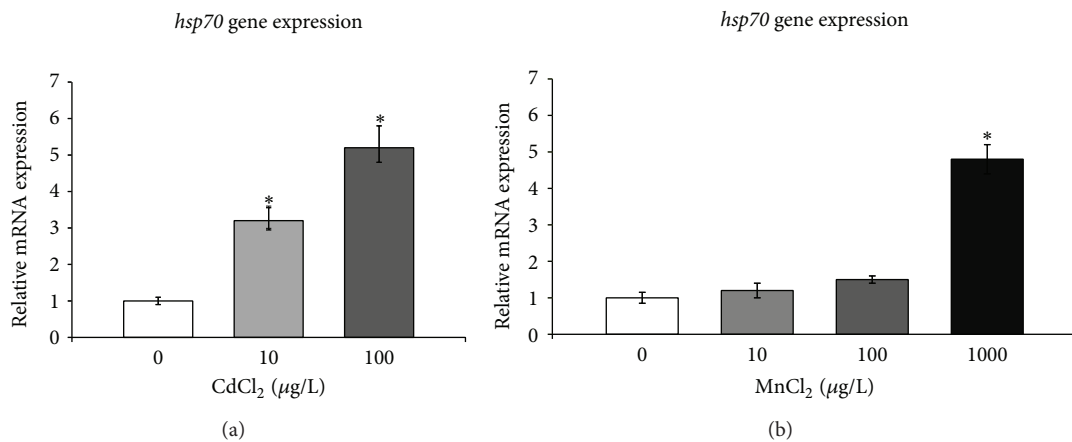 hsp70 gene expression
7
6
5
4
3
2
1
0
Relative mRNA expression
*
*
0 10 100
CdCl₂ (μg/L)
(a)
hsp70 gene expression
7
6
5
4
3
2
1
0
Relative mRNA expression
*
0 10 100 1000
MnCl₂ (μg/L)
(b)